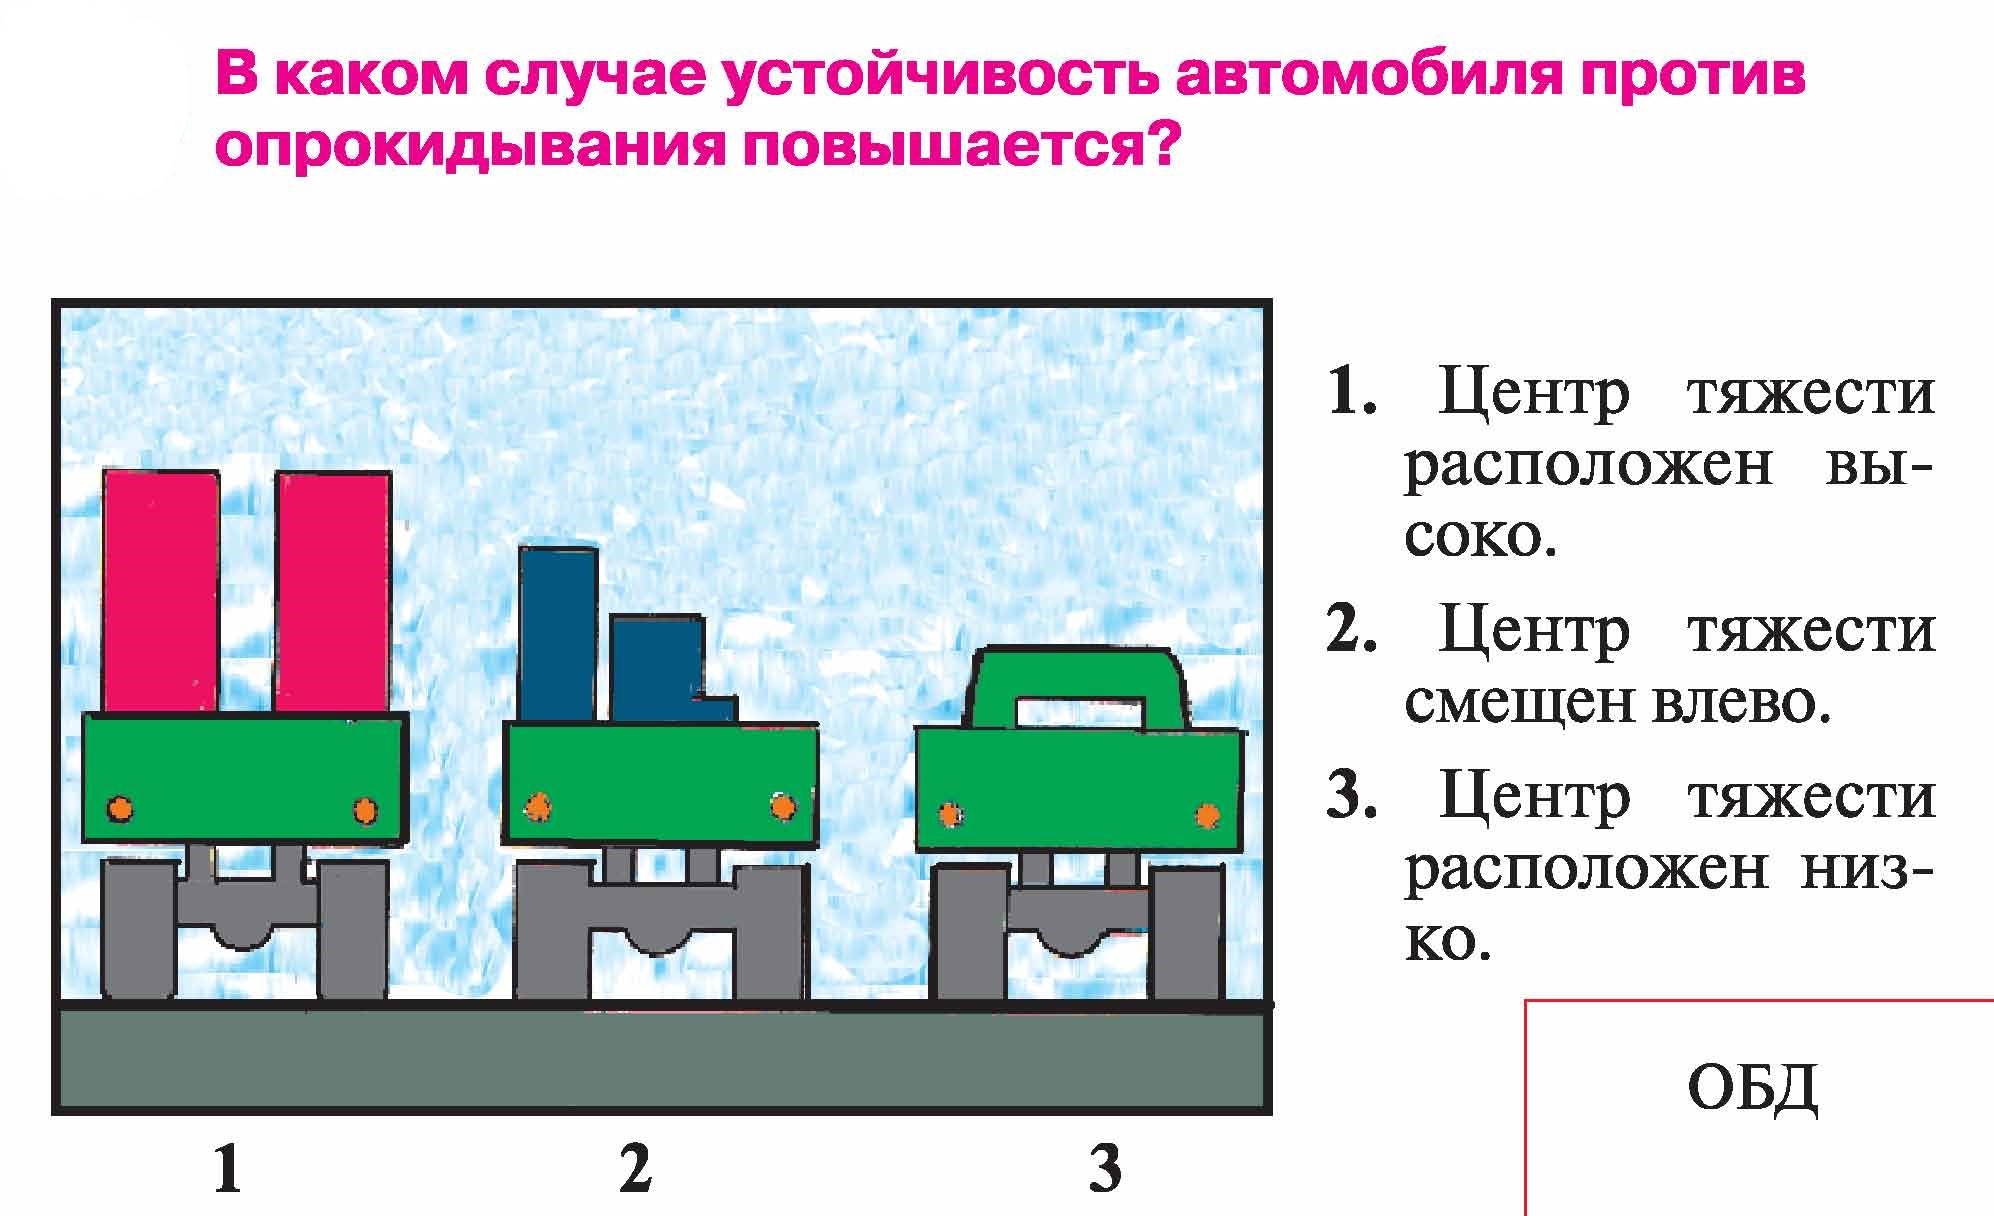 В каком случае устойчивость автомобиля против
опрокидывания повышается?
1. Центр тяжести
расположен вы-
соко.
2. Центр тяжести
смещен влево.
3. Центр тяжести
расположен низ-
ко.
ОБД
1 2 3